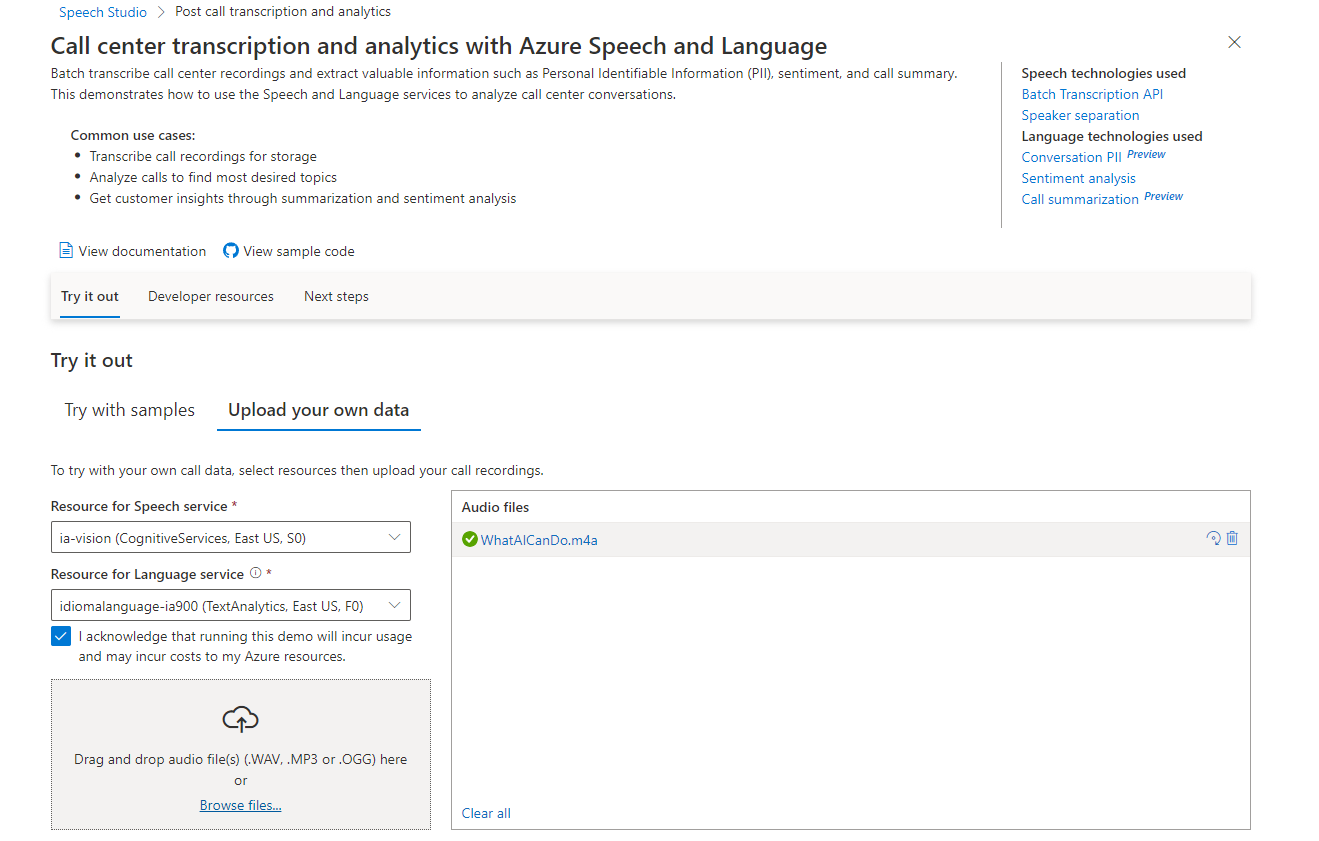 Speech Studio > Post call transcription and analytics
Call center transcription and analytics with Azure Speech and Language
Batch transcribe call center recordings and extract valuable information such as Personal Identifiable Information (PII), sentiment, and call summary.
This demonstrates how to use the Speech and Language services to analyze call center conversations.
Common use cases:
• Transcribe call recordings for storage
• Analyze calls to find most desired topics
• Get customer insights through summarization and sentiment analysis
Speech technologies used
Batch Transcription API
Speaker separation
Language technologies used
Conversation PII Preview
Sentiment analysis
Call summarization Preview
View documentation View sample code
Try it out Developer resources Next steps
Try it out
Try with samples Upload your own data
To try with your own call data, select resources then upload your call recordings.
Resource for Speech service *
ia-vision (CognitiveServices, East US, S0)
Resource for Language service *
idiomalanguage-ia900 (TextAnalytics, East US, F0)
I acknowledge that running this demo will incur usage
and may incur costs to my Azure resources.
Drag and drop audio file(s) (.WAV, .MP3 or .OGG) here
or
Browse files...
Audio files
WhatAICanDo.m4a
Clear all